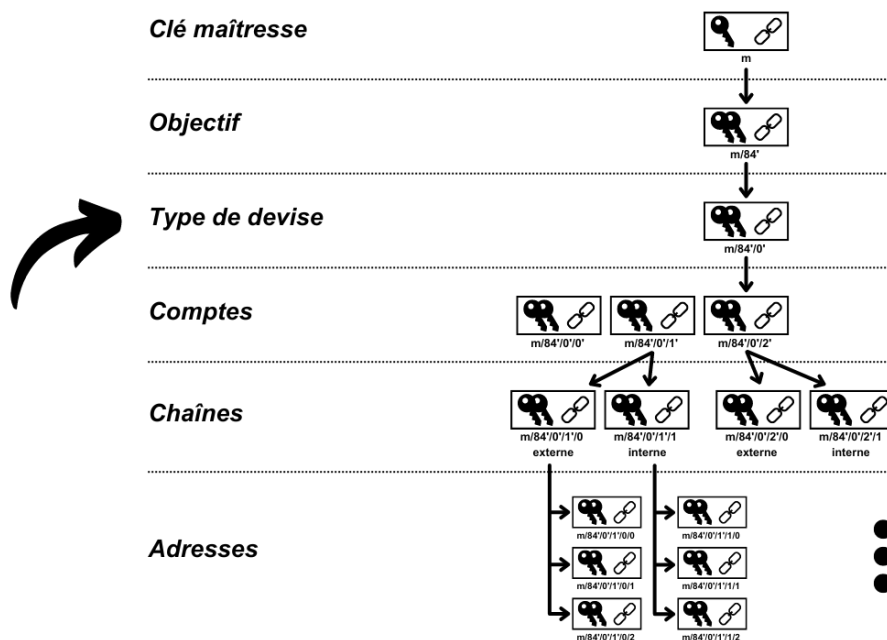 Clé maîtresse
m
Objectif
m/84'
Type de devise
m/84'/0'
Comptes
m/84'/0'/0' m/84'/0'/1' m/84'/0'/2'
Chaînes
m/84'/0'/1'/0 m/84'/0'/1'/1 m/84'/0'/2'/0 m/84'/0'/2'/1
externe interne externe interne
Adresses
m/84'/0'/1'/0/0 m/84'/0'/1'/1/0
m/84'/0'/1'/0/1 m/84'/0'/1'/1/1
m/84'/0'/1'/0/2 m/84'/0'/1'/1/2